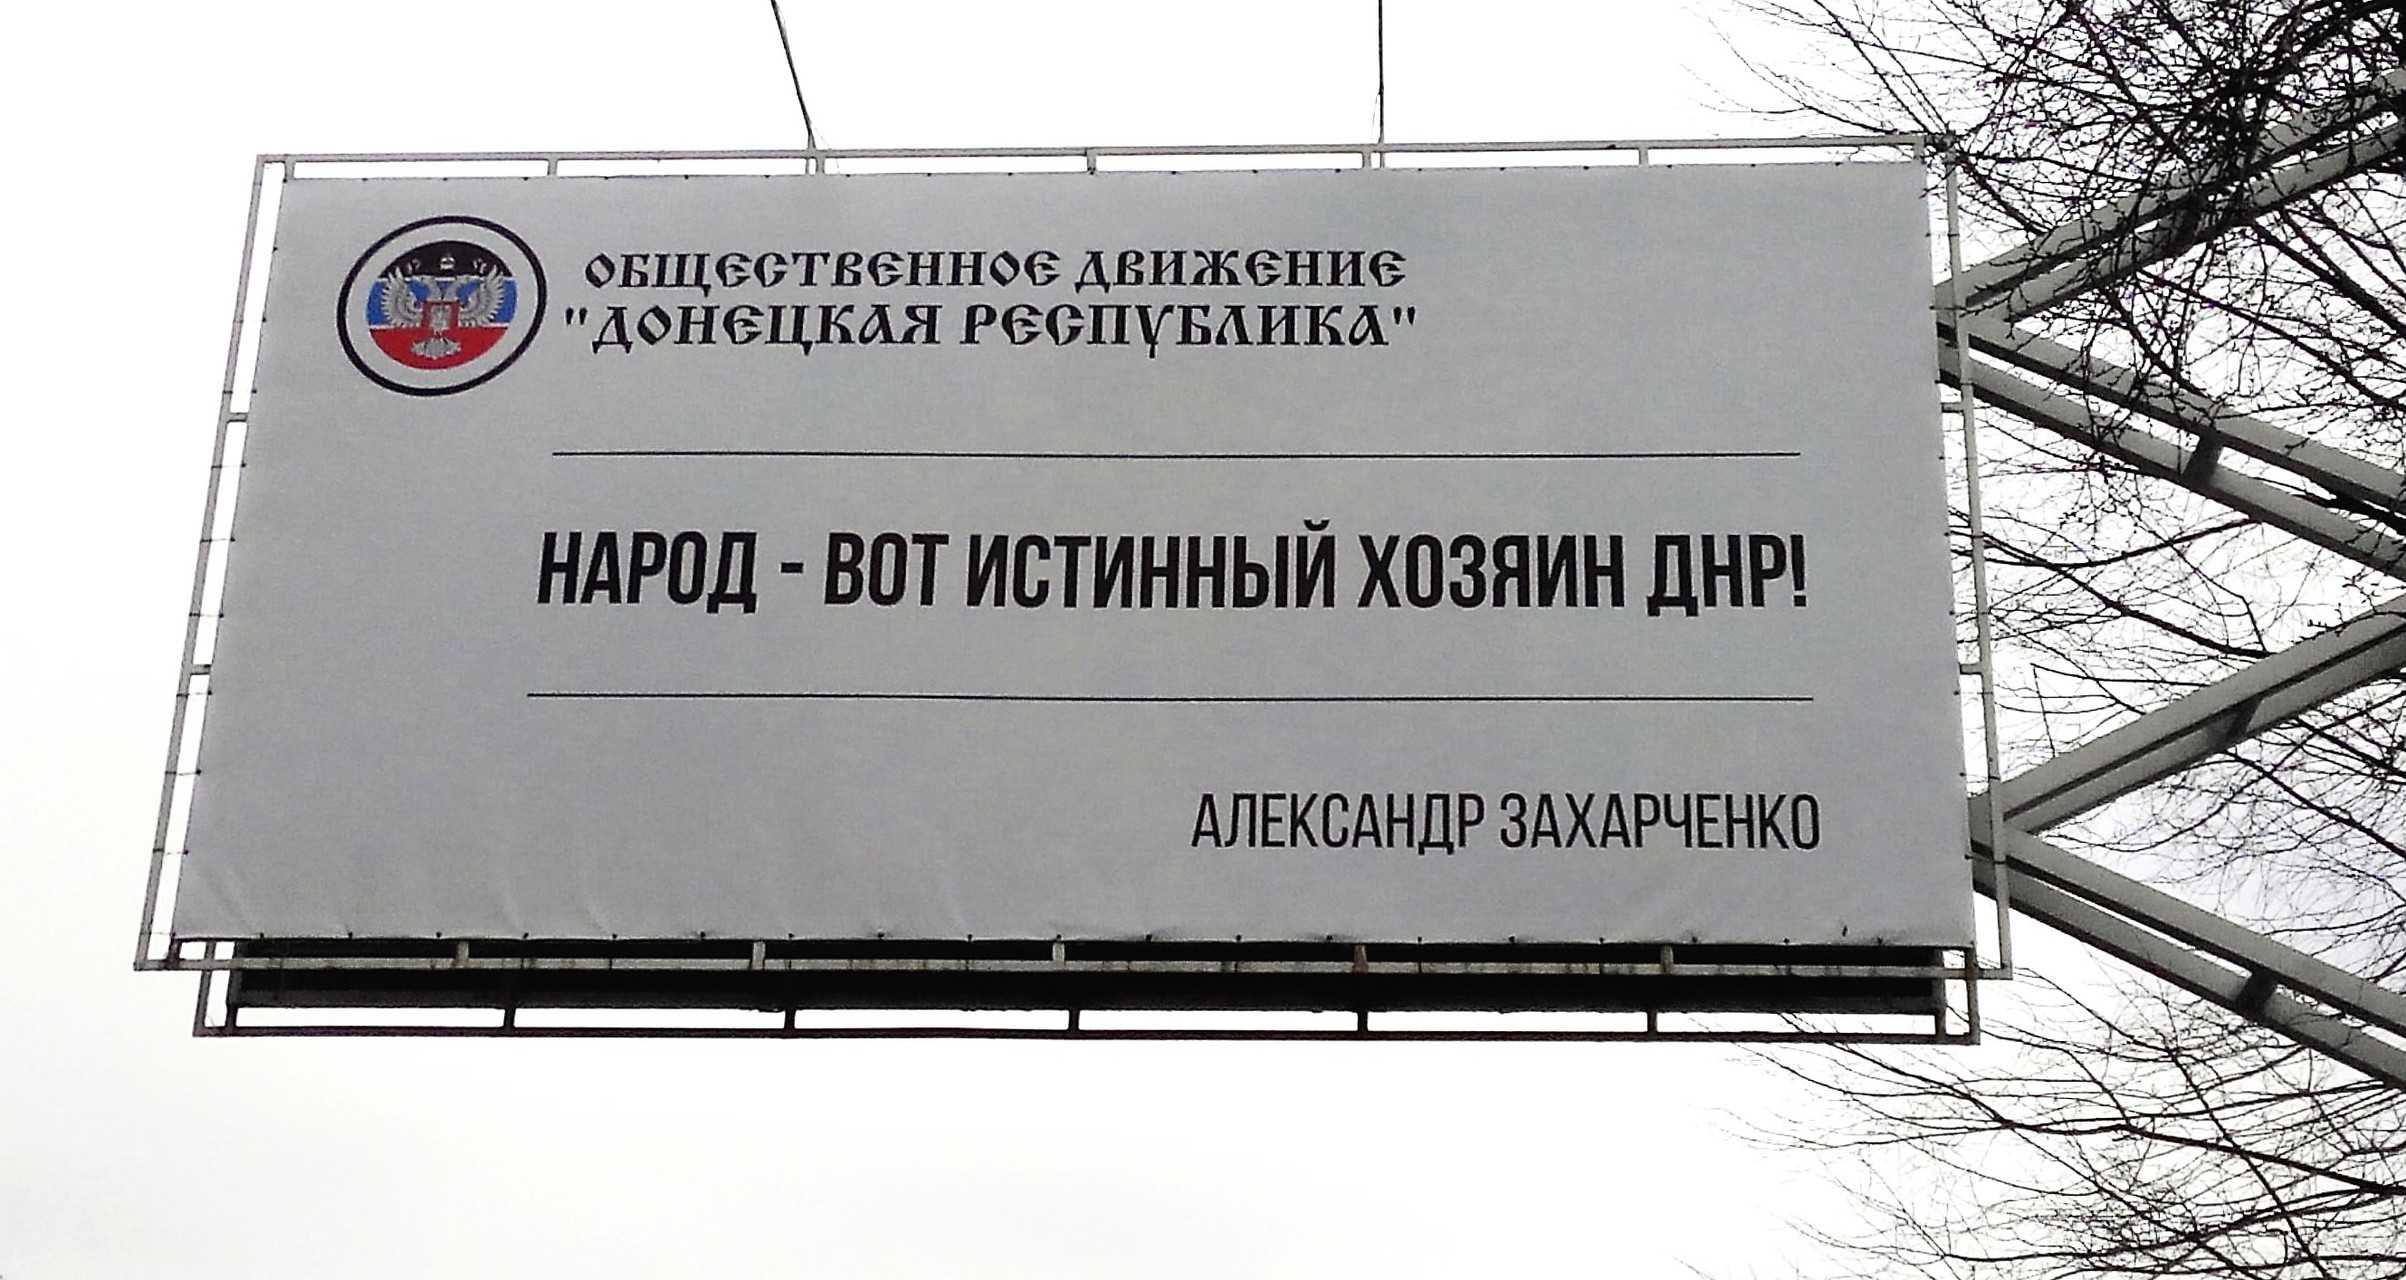 ОБЩЕСТВЕННОЕ ДВИЖЕНИЕ
"ДОНЕЦКАЯ РЕСПУБЛИКА"
НАРОД - ВОТ ИСТИННЫЙ ХОЗЯИН ДНР!
АЛЕКСАНДР ЗАХАРЧЕНКО